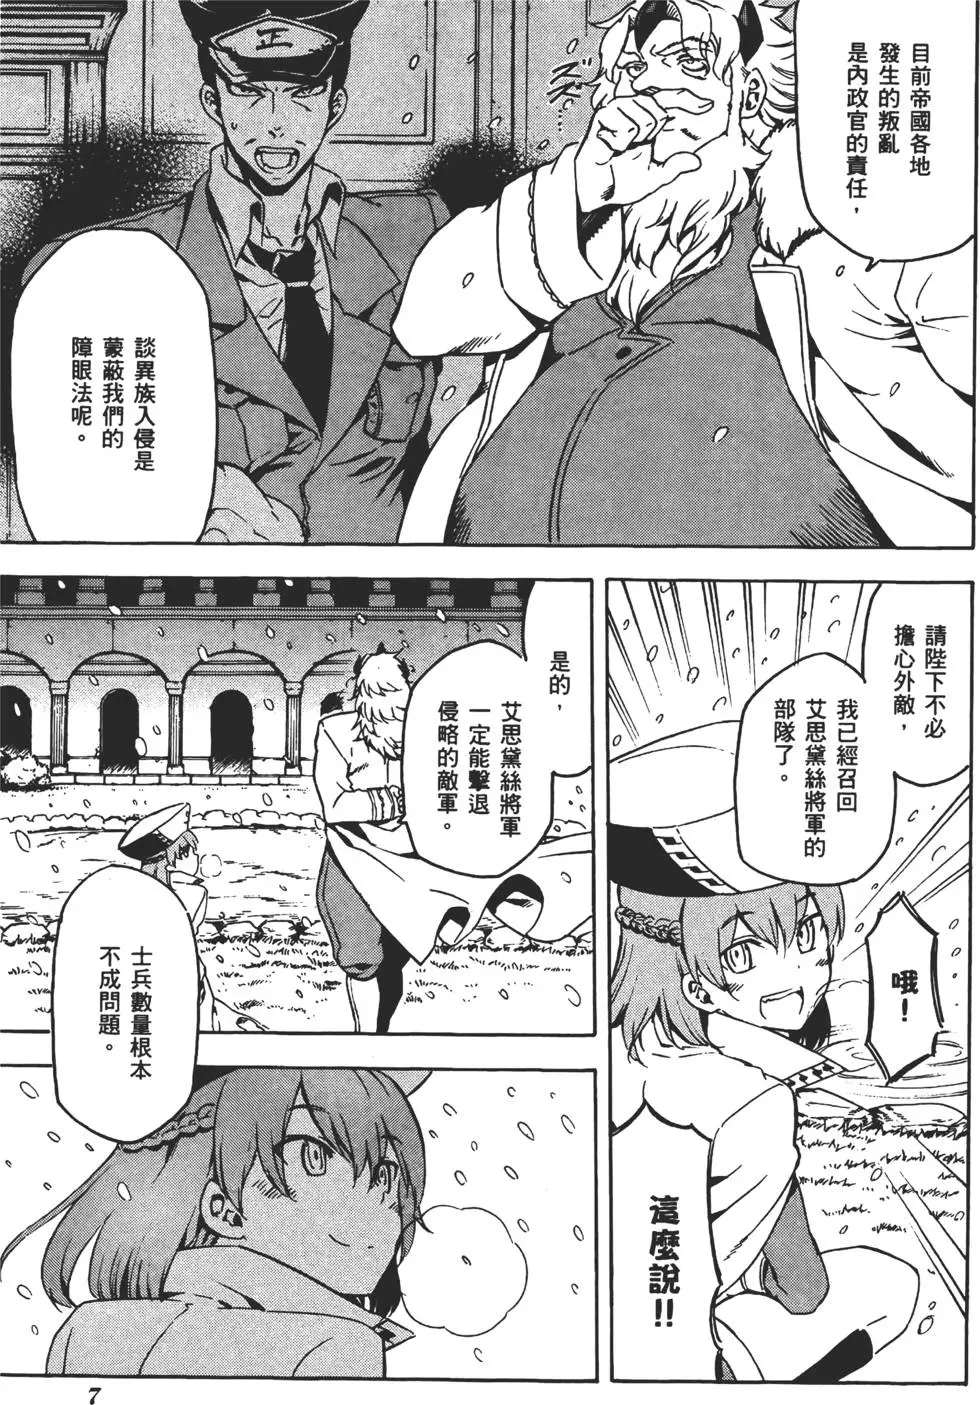 正
目前帝國各地
發生的叛亂
是內政官的責任，
談異族入侵是
蒙蔽我們的
障眼法呢。
請陛下不必
擔心外敵，
我已經召回
艾思黛絲將軍的
部隊了。
哦！
這麼說!!
是的，
艾思黛絲將軍
一定能擊退
侵略的敵軍。
士兵數量根本
不成問題。
7